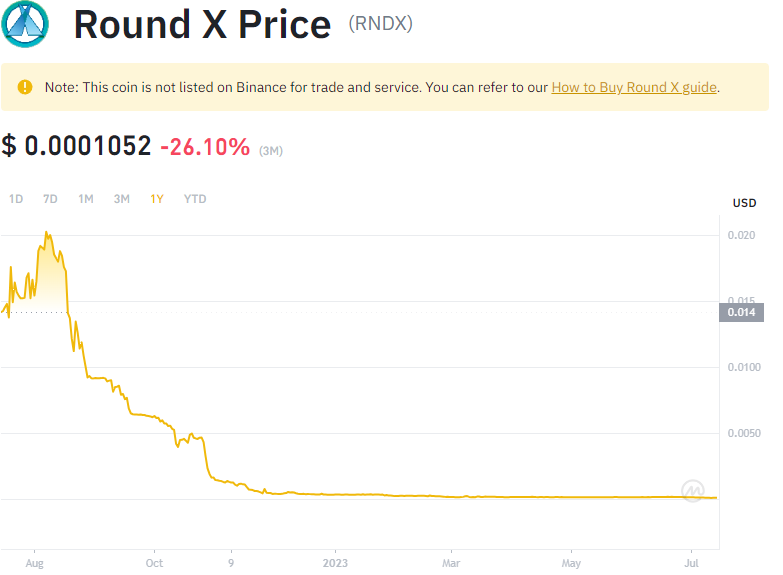 Round X Price (RNDX)
Note: This coin is not listed on Binance for trade and service. You can refer to our How to Buy Round X guide.
$ 0.0001052 -26.10% (3M)
1D 7D 1M 3M 1Y YTD
USD
0.020
0.015
0.014
0.0100
0.0050
Aug Oct 9 2023 Mar May Jul